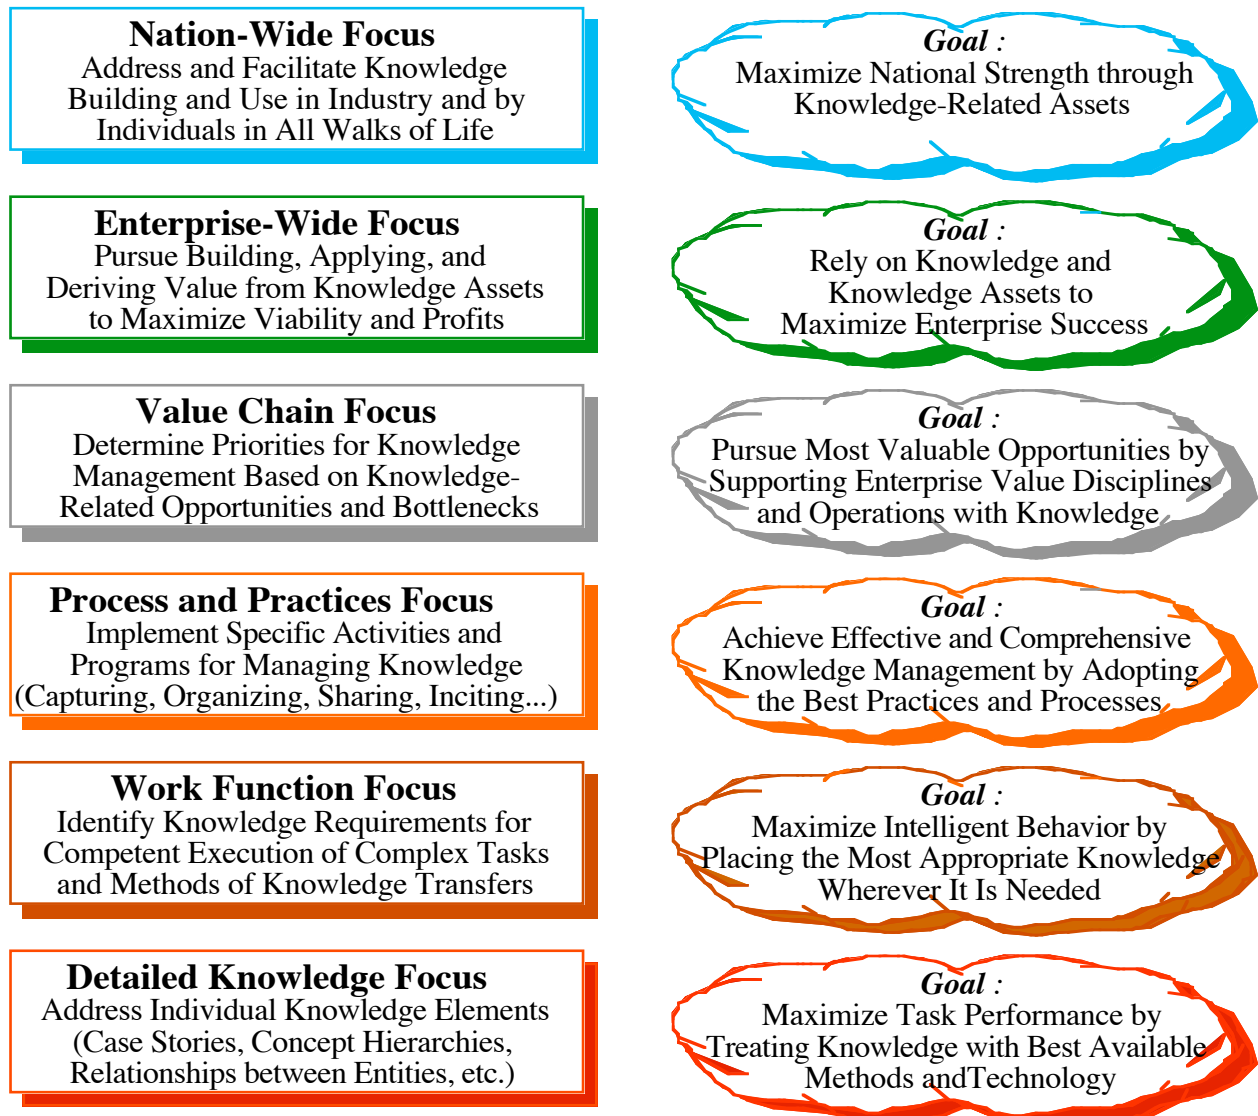 Nation-Wide Focus
Address and Facilitate Knowledge
Building and Use in Industry and by
Individuals in All Walks of Life
Goal :
Maximize National Strength through
Knowledge-Related Assets
Enterprise-Wide Focus
Pursue Building, Applying, and
Deriving Value from Knowledge Assets
to Maximize Viability and Profits
Goal :
Rely on Knowledge and
Knowledge Assets to
Maximize Enterprise Success
Value Chain Focus
Determine Priorities for Knowledge
Management Based on Knowledge-
Related Opportunities and Bottlenecks
Goal :
Pursue Most Valuable Opportunities by
Supporting Enterprise Value Disciplines
and Operations with Knowledge
Process and Practices Focus
Implement Specific Activities and
Programs for Managing Knowledge
(Capturing, Organizing, Sharing, Inciting...)
Goal :
Achieve Effective and Comprehensive
Knowledge Management by Adopting
the Best Practices and Processes
Work Function Focus
Identify Knowledge Requirements for
Competent Execution of Complex Tasks
and Methods of Knowledge Transfers
Goal :
Maximize Intelligent Behavior by
Placing the Most Appropriate Knowledge
Wherever It Is Needed
Detailed Knowledge Focus
Address Individual Knowledge Elements
(Case Stories, Concept Hierarchies,
Relationships between Entities, etc.)
Goal :
Maximize Task Performance by
Treating Knowledge with Best Available
Methods andTechnology